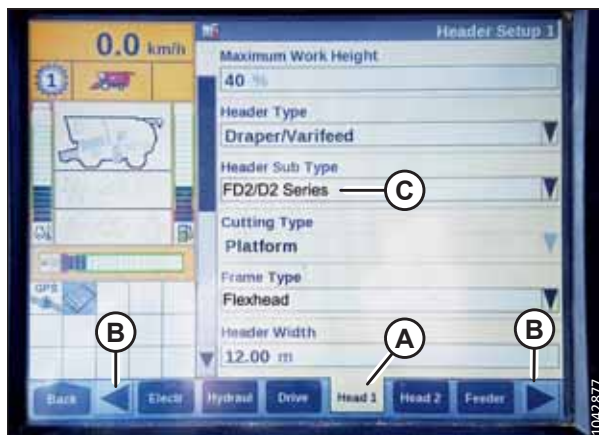 0.0 km/h
Header Setup 1
1
Maximum Work Height
40 %
Header Type
Draper/Varifeed
Header Sub Type
FD2/D2 Series
C
Cutting Type
Platform
Frame Type
Flexhead
GPS
Header Width
12.00 m
B
A
B
Back
Electr
Hydraul
Drive
Head 1
Head 2
Feeder
1042877